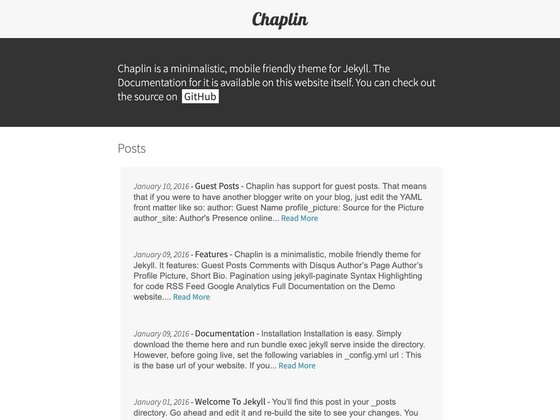 Chaplin
Chaplin is a minimalistic, mobile friendly theme for Jekyll. The
Documentation for it is available on this website itself. You can check out
the source on GitHub
Posts
January 10, 2016 - Guest Posts - Chaplin has support for guest posts. That means
that if you were to have another blogger write on your blog, just edit the YAML
front matter like so: author: Guest Name profile_picture: Source for the Picture
author_site: Author's Presence online... Read More
January 09, 2016 - Features - Chaplin is a minimalistic, mobile friendly theme for
Jekyll. It features: Guest Posts Comments with Disqus Author's Page Author's
Profile Picture, Short Bio. Pagination using jekyll-paginate Syntax Highlighting
for code RSS Feed Google Analytics Full Documentation on the Demo
website.... Read More
January 09, 2016 - Documentation - Installation Installation is easy. Simply
download the theme here and run bundle exec jekyll serve inside the directory.
However, before going live, set the following variables in _config.yml url : This
is the base url of your website. If you... Read More
January 01, 2016 - Welcome To Jekyll - You'll find this post in your _posts
directory. Go ahead and edit it and re-build the site to see your changes. You